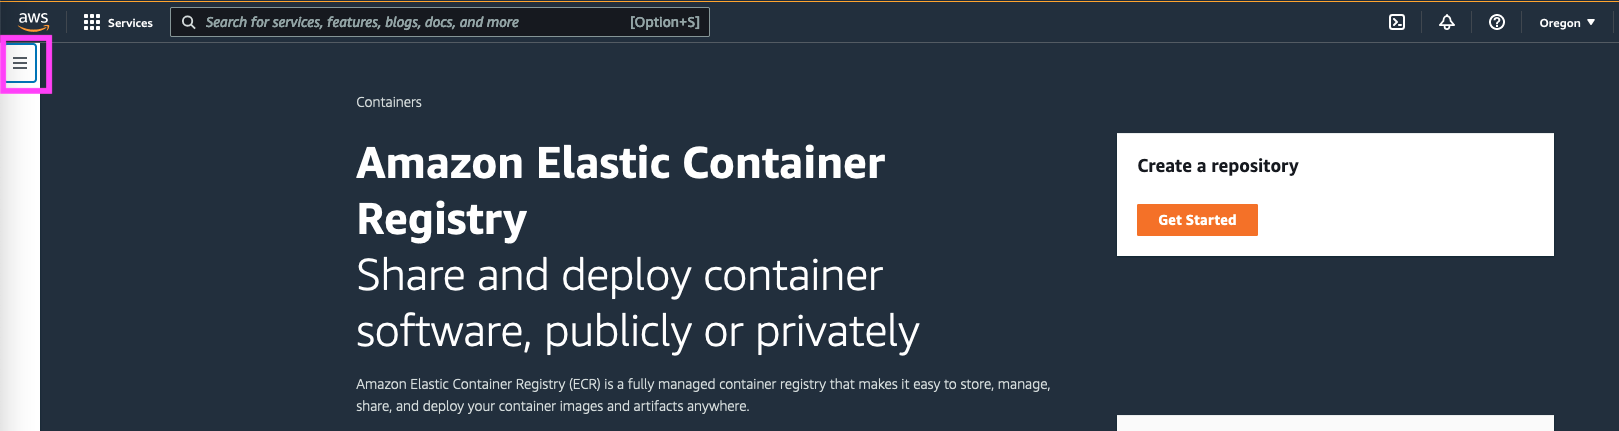 aws
Services
Search for services, features, blogs, docs, and more
[Option+S]
Oregon
Containers
Amazon Elastic Container
Registry
Share and deploy container
software, publicly or privately
Amazon Elastic Container Registry (ECR) is a fully managed container registry that makes it easy to store, manage,
share, and deploy your container images and artifacts anywhere.
Create a repository
Get Started